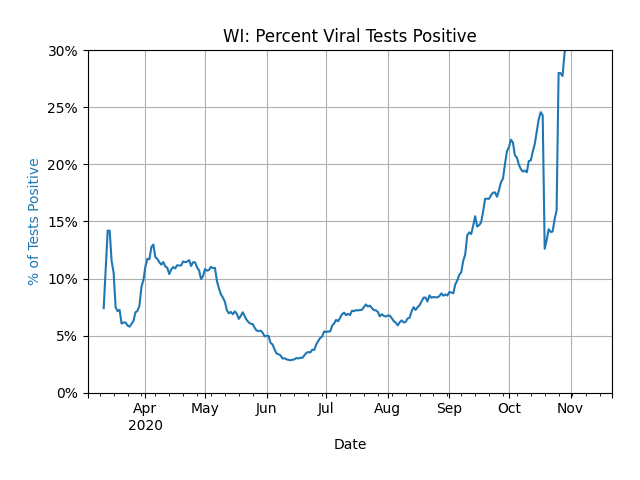 WI: Percent Viral Tests Positive
30%
25%
20%
15%
10%
5%
0%
% of Tests Positive
Apr May Jun Jul Aug Sep Oct Nov
2020
Date